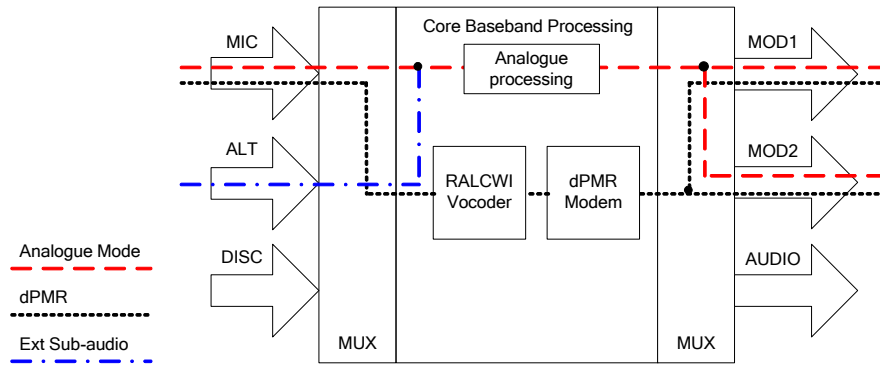 Core Baseband Processing
MIC
Analogue
processing
MOD1
ALT
RALCWI
Vocoder
dPMR
Modem
MOD2
Analogue Mode
dPMR
Ext Sub-audio
DISC
AUDIO
MUX
MUX